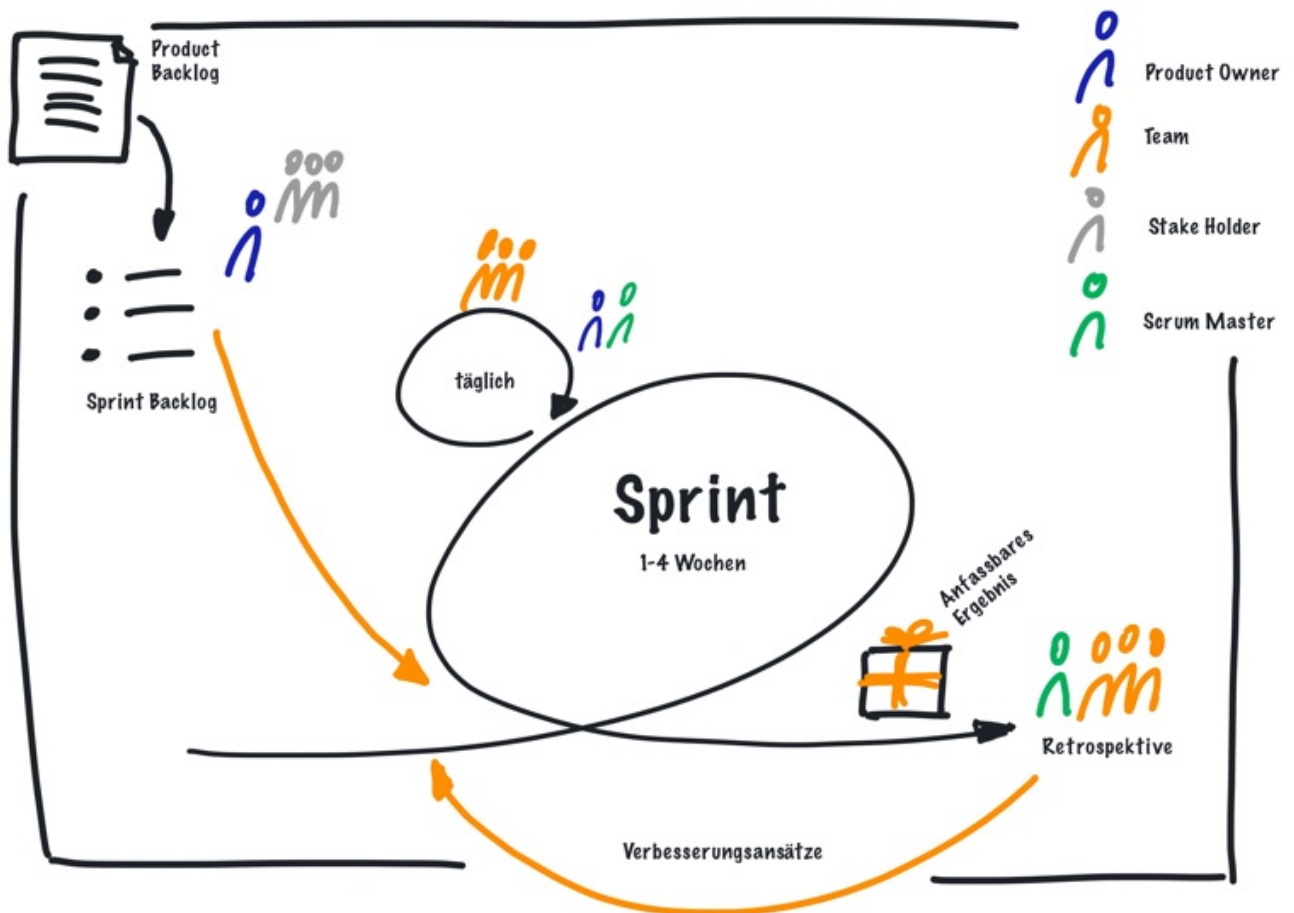 Product
Backlog
Product Owner
Team
Stake Holder
Scrum Master
täglich
Sprint Backlog
Sprint
1-4 Wochen
Anfassbares
Ergebnis
Retrospektive
Verbesserungsansätze